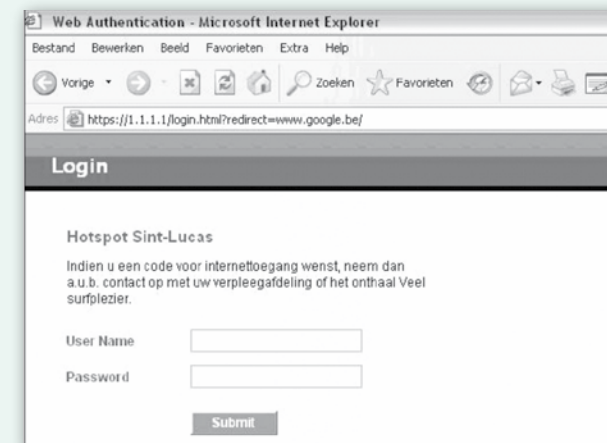 Web Authentication - Microsoft Internet Explorer
Bestand Bewerken Beeld Favorieten Extra Help
Vorige Zoeken Favorieten
Adres https://1.1.1.1/login.html?redirect=www.google.be/
Login
Hotspot Sint-Lucas
Indien u een code voor internettoegang wenst, neem dan
a.u.b. contact op met uw verpleegafdeling of het onthaal Veel
surfplezier.
User Name
Password
Submit